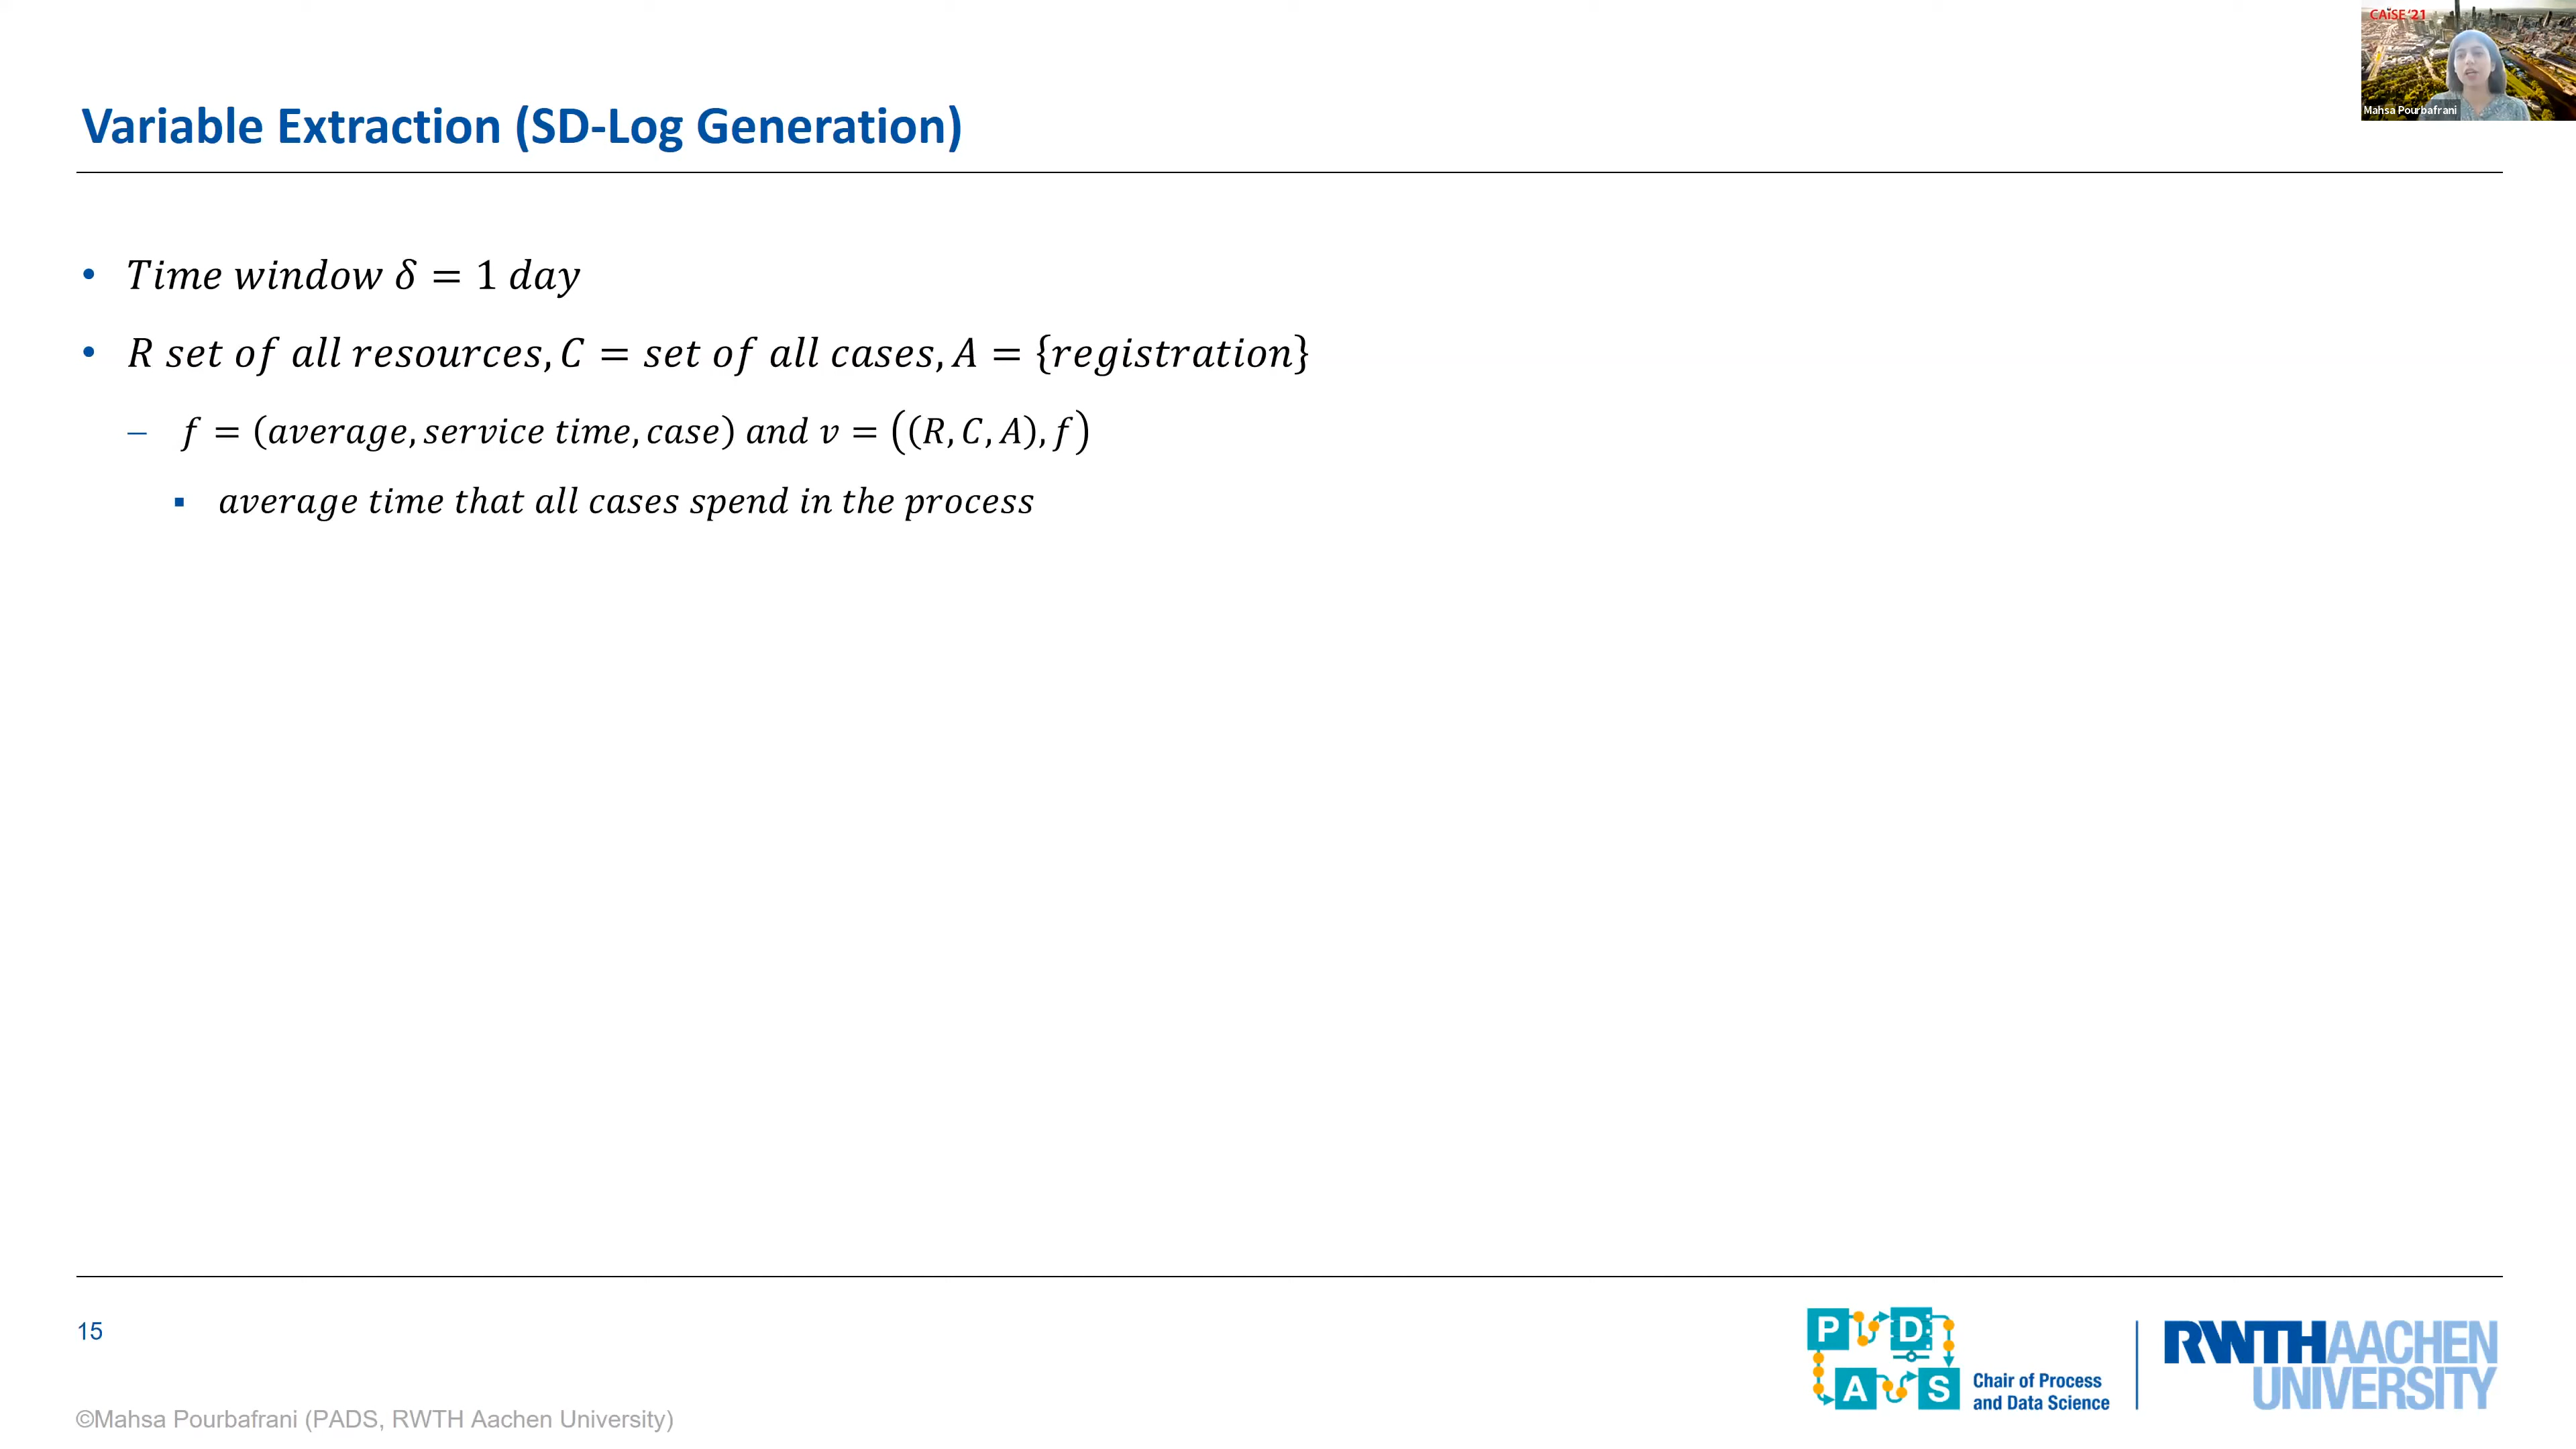 CAiSE '21
Mahsa Pourbafrani
Variable Extraction (SD-Log Generation)
• Time window δ = 1 day
• R set of all resources, C = set of all cases, A = {registration}
– f = (average, service time, case) and v = ((R, C, A), f)
▪ average time that all cases spend in the process
15
P D
A S
Chair of Process
and Data Science
RWTHAACHEN
UNIVERSITY
©Mahsa Pourbafrani (PADS, RWTH Aachen University)